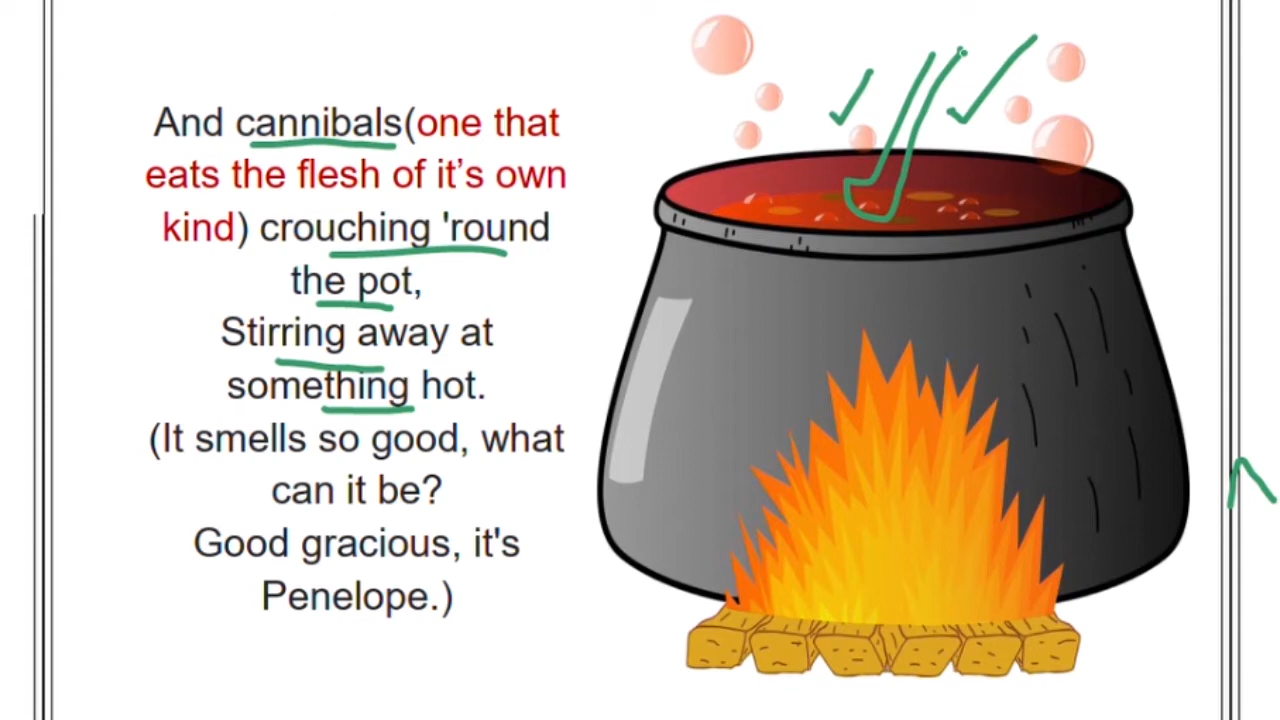 And cannibals(one that
eats the flesh of it’s own
kind) crouching 'round
the pot,
Stirring away at
something hot.
(It smells so good, what
can it be?
Good gracious, it's
Penelope.)